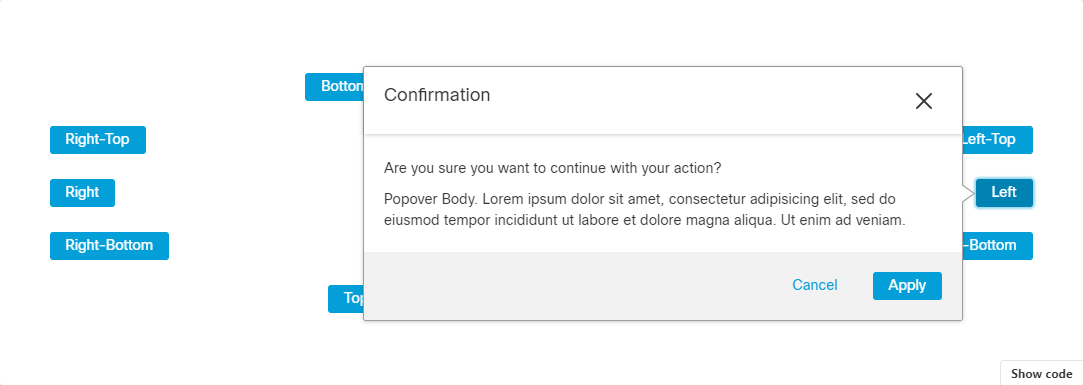 Confirmation
Right-Top
Left-Top
Are you sure you want to continue with your action?
Right
Popover Body. Lorem ipsum dolor sit amet, consectetur adipisicing elit, sed do
eiusmod tempor incididunt ut labore et dolore magna aliqua. Ut enim ad veniam.
Left
Right-Bottom
-Bottom
Cancel
Apply
Show code